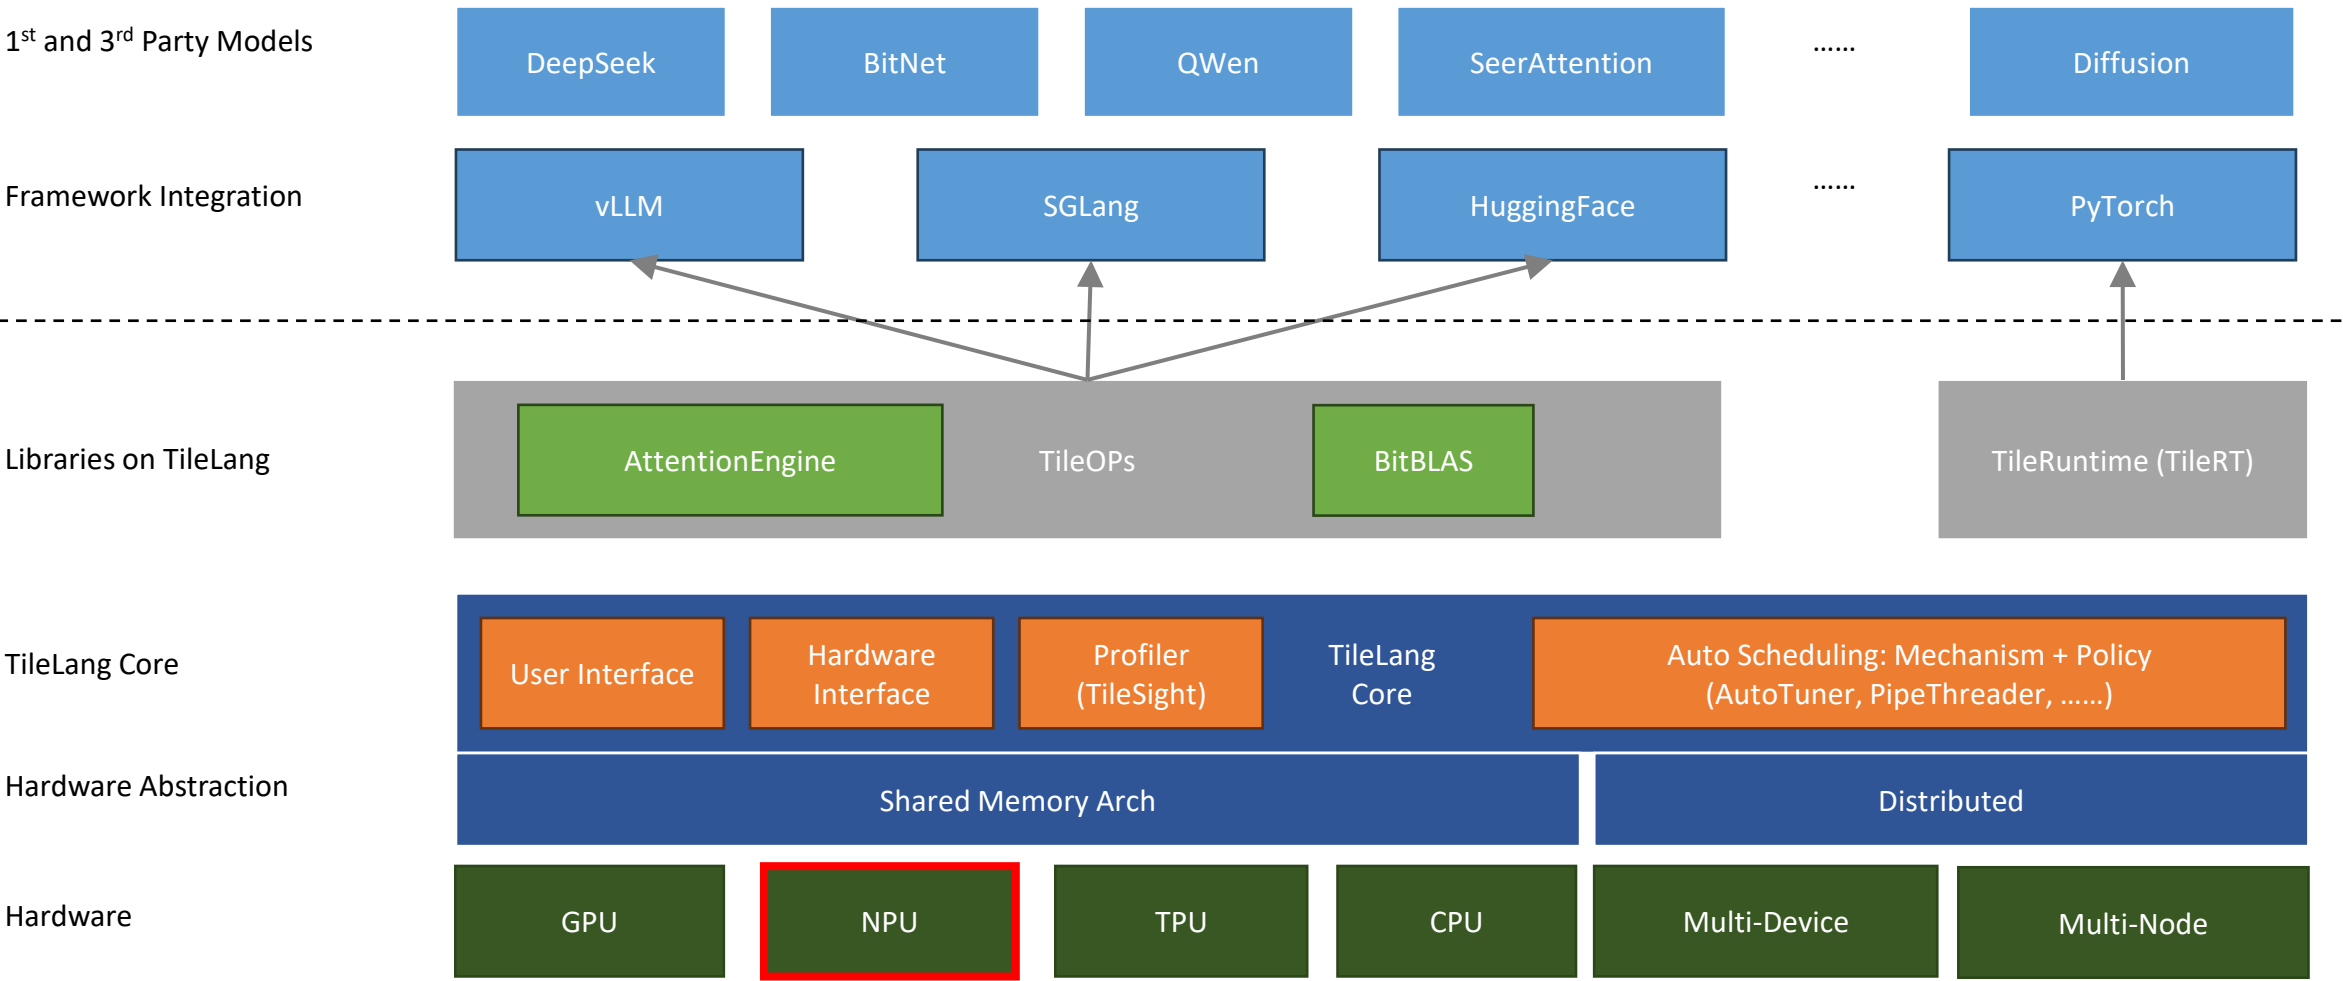 1st and 3rd Party Models
DeepSeek
BitNet
QWen
SeerAttention
......
Diffusion
Framework Integration
vLLM
SGLang
HuggingFace
......
PyTorch
Libraries on TileLang
AttentionEngine
TileOPs
BitBLAS
TileRuntime (TileRT)
TileLang Core
User Interface
Hardware
Interface
Profiler
(TileSight)
TileLang
Core
Auto Scheduling: Mechanism + Policy
(AutoTuner, PipeThreader, ......)
Hardware Abstraction
Shared Memory Arch
Distributed
Hardware
GPU
NPU
TPU
CPU
Multi-Device
Multi-Node